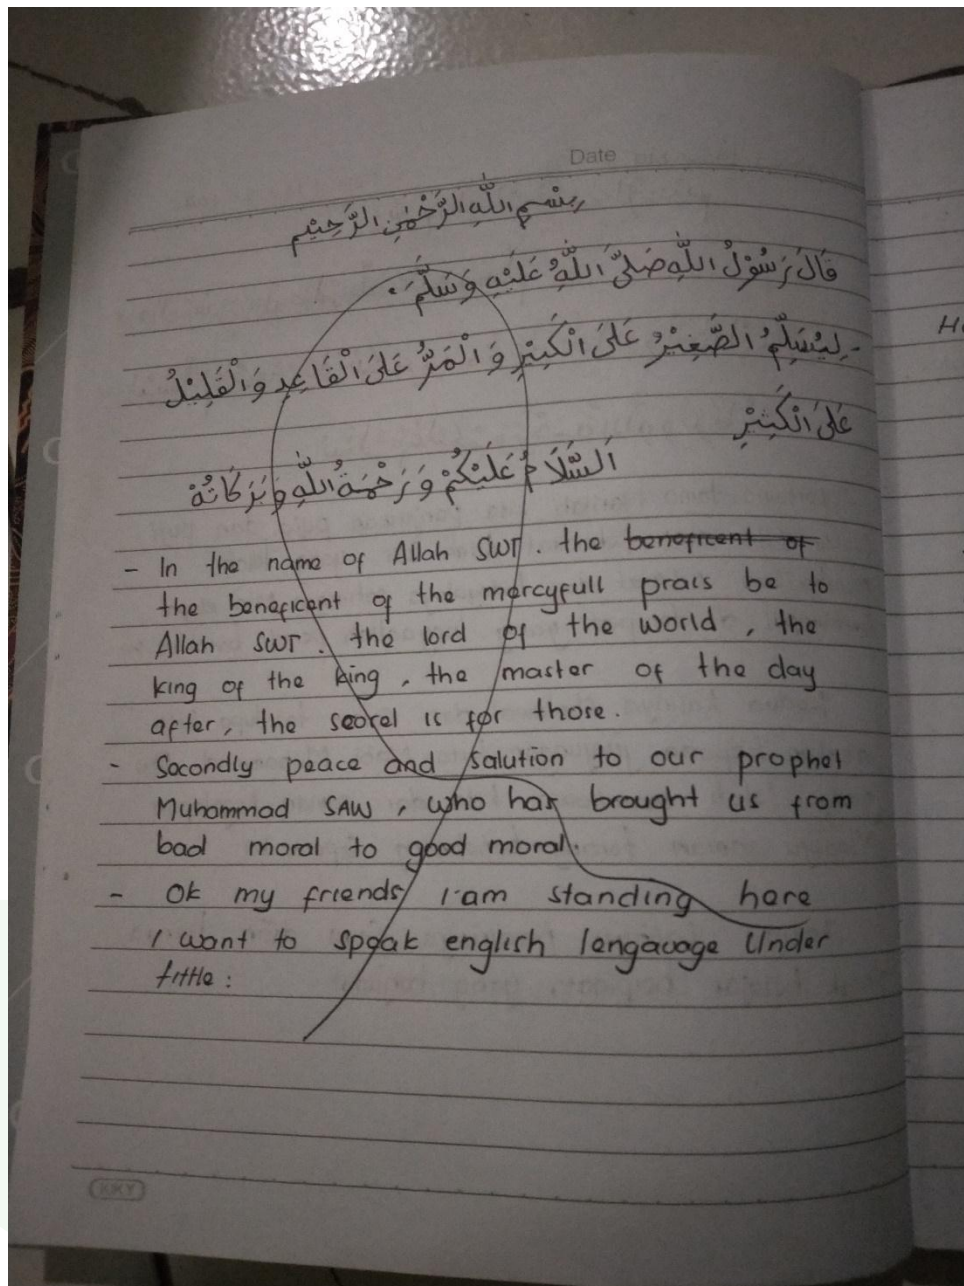 Date
بِسْمِ اللَّهِ الرَّحْمٰنِ الرَّحِيْمِ
قَالَ رَسُوْلُ اللَّهِ صَلَّى اللَّهُ عَلَيْهِ وَسَلَّمَ :
- لِيُسَلِّمُ الصَّغِيْرُ عَلَى الْكَبِيْرِ وَالْمَرُّ عَلَى الْقَاعِدِ وَالْقَلِيْلُ
عَلَى الْكَثِيْرِ
اَلسَّلَامُ عَلَيْكُمْ وَرَحْمَةُ اللَّهِ وَبَرَكَاتُهُ
- In the name of Allah SWT. the beneficent of
the beneficent of the mercyfull prais be to
Allah SWT. the lord of the world, the
king of the king, the master of the day
after, the is for those.
- Secondly peace and salution to our prophet
Muhammad SAW, who has brought us from
bad moral to good moral.
- Ok my friends I am standing here
I want to speak english lengauage Under
tittle :
KKY